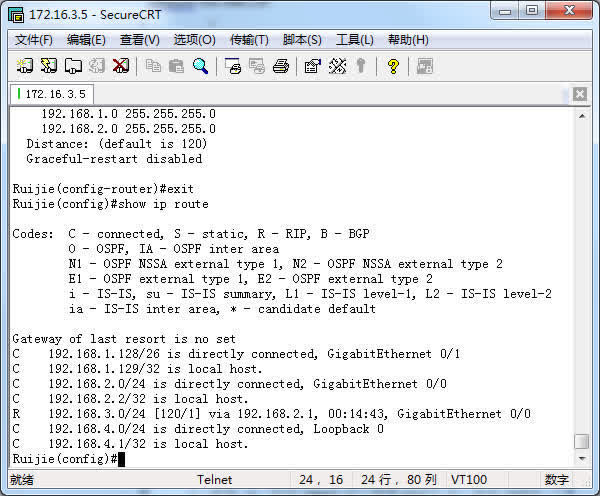 172.16.3.5 - SecureCRT
文件(F) 编辑(E) 查看(V) 选项(O) 传输(T) 脚本(S) 工具(L) 帮助(H)
172.16.3.5
192.168.1.0 255.255.255.0
192.168.2.0 255.255.255.0
Distance: (default is 120)
Graceful-restart disabled
Ruijie(config-router)#exit
Ruijie(config)#show ip route
Codes: C - connected, S - static, R - RIP, B - BGP
O - OSPF, IA - OSPF inter area
N1 - OSPF NSSA external type 1, N2 - OSPF NSSA external type 2
E1 - OSPF external type 1, E2 - OSPF external type 2
i - IS-IS, su - IS-IS summary, L1 - IS-IS level-1, L2 - IS-IS level-2
ia - IS-IS inter area, * - candidate default
Gateway of last resort is no set
C 192.168.1.128/26 is directly connected, GigabitEthernet 0/1
C 192.168.1.129/32 is local host.
C 192.168.2.0/24 is directly connected, GigabitEthernet 0/0
C 192.168.2.2/32 is local host.
R 192.168.3.0/24 [120/1] via 192.168.2.1, 00:14:43, GigabitEthernet 0/0
C 192.168.4.0/24 is directly connected, Loopback 0
C 192.168.4.1/32 is local host.
Ruijie(config)#
就绪 Telnet 24, 16 24 行, 80 列 VT100 数字